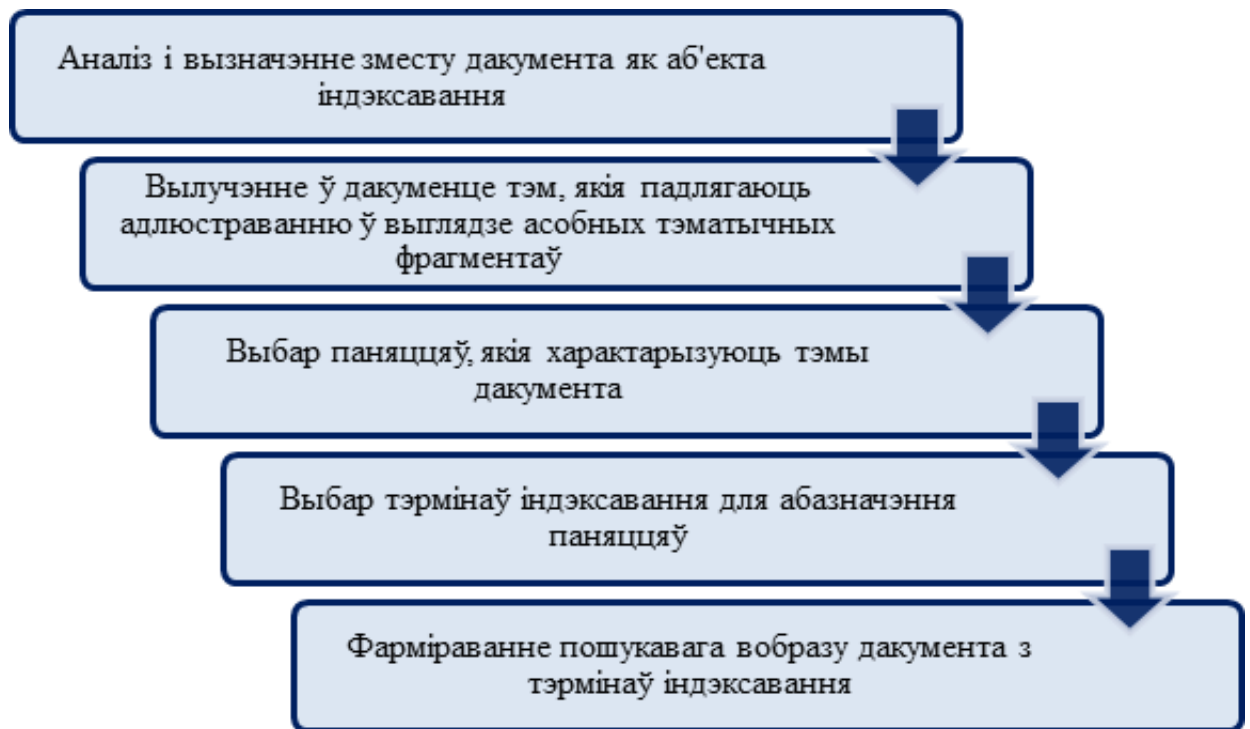 Аналіз і вызначэнне зместу дакумента як аб'екта
індэксавання
Вылучэнне ў дакуменце тэм, якія падлягаюць
адлюстраванню ў выглядзе асобных тэматычных
фрагментаў
Выбар паняццяў, якія характарызуюць тэмы
дакумента
Выбар тэрмінаў індэксавання для абазначэння
паняццяў
Фарміраванне пошукавага вобразу дакумента з
тэрмінаў індэксавання